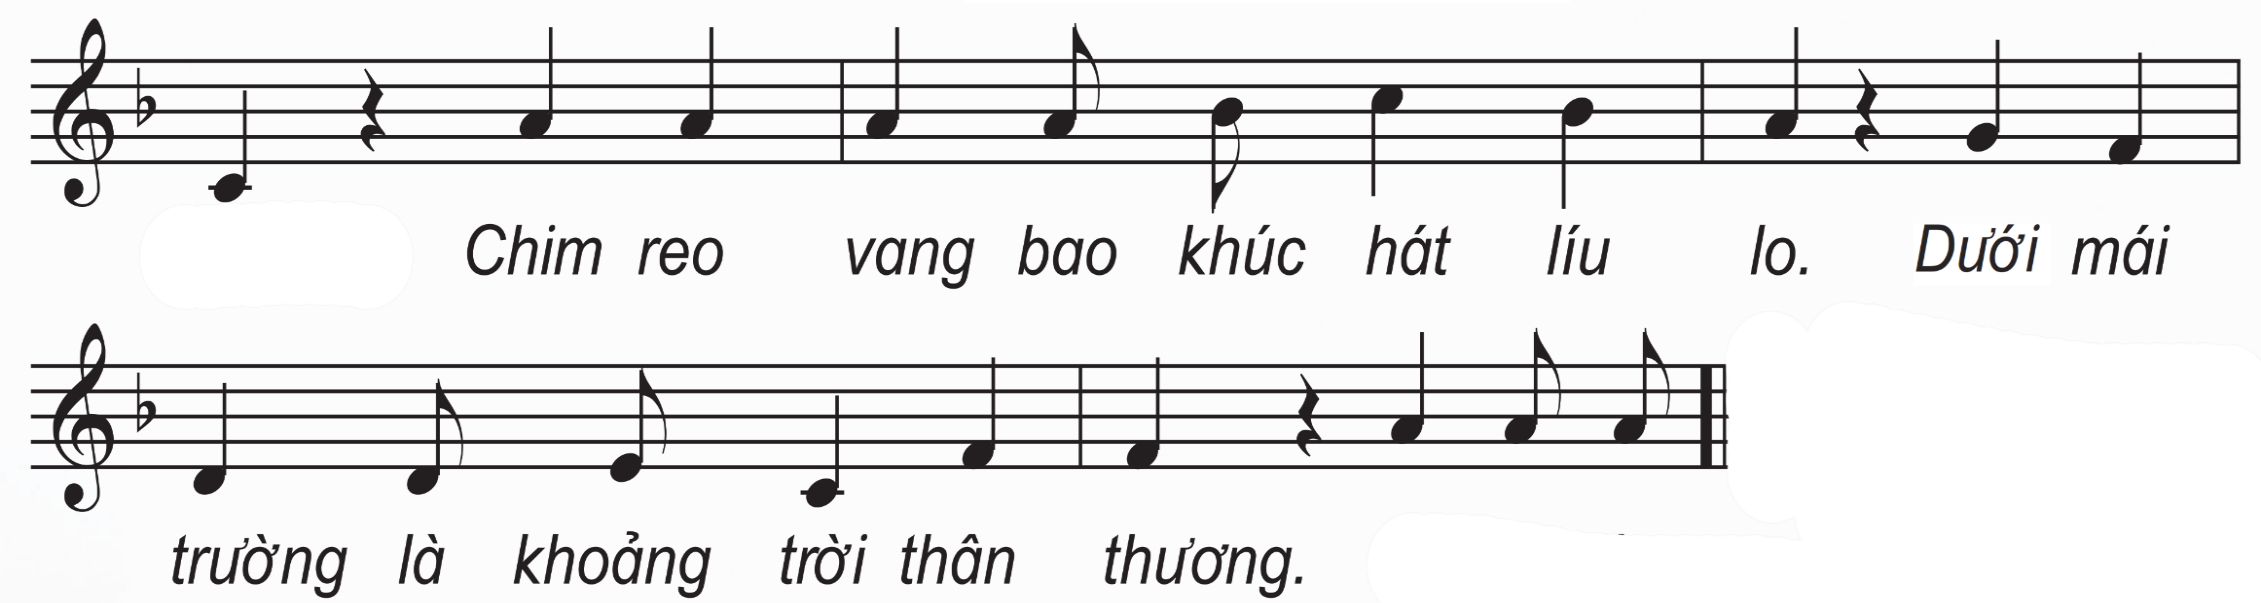 Chim reo vang bao khúc hát líu lo. Dưới mái
trường là khoảng trời thân thương.